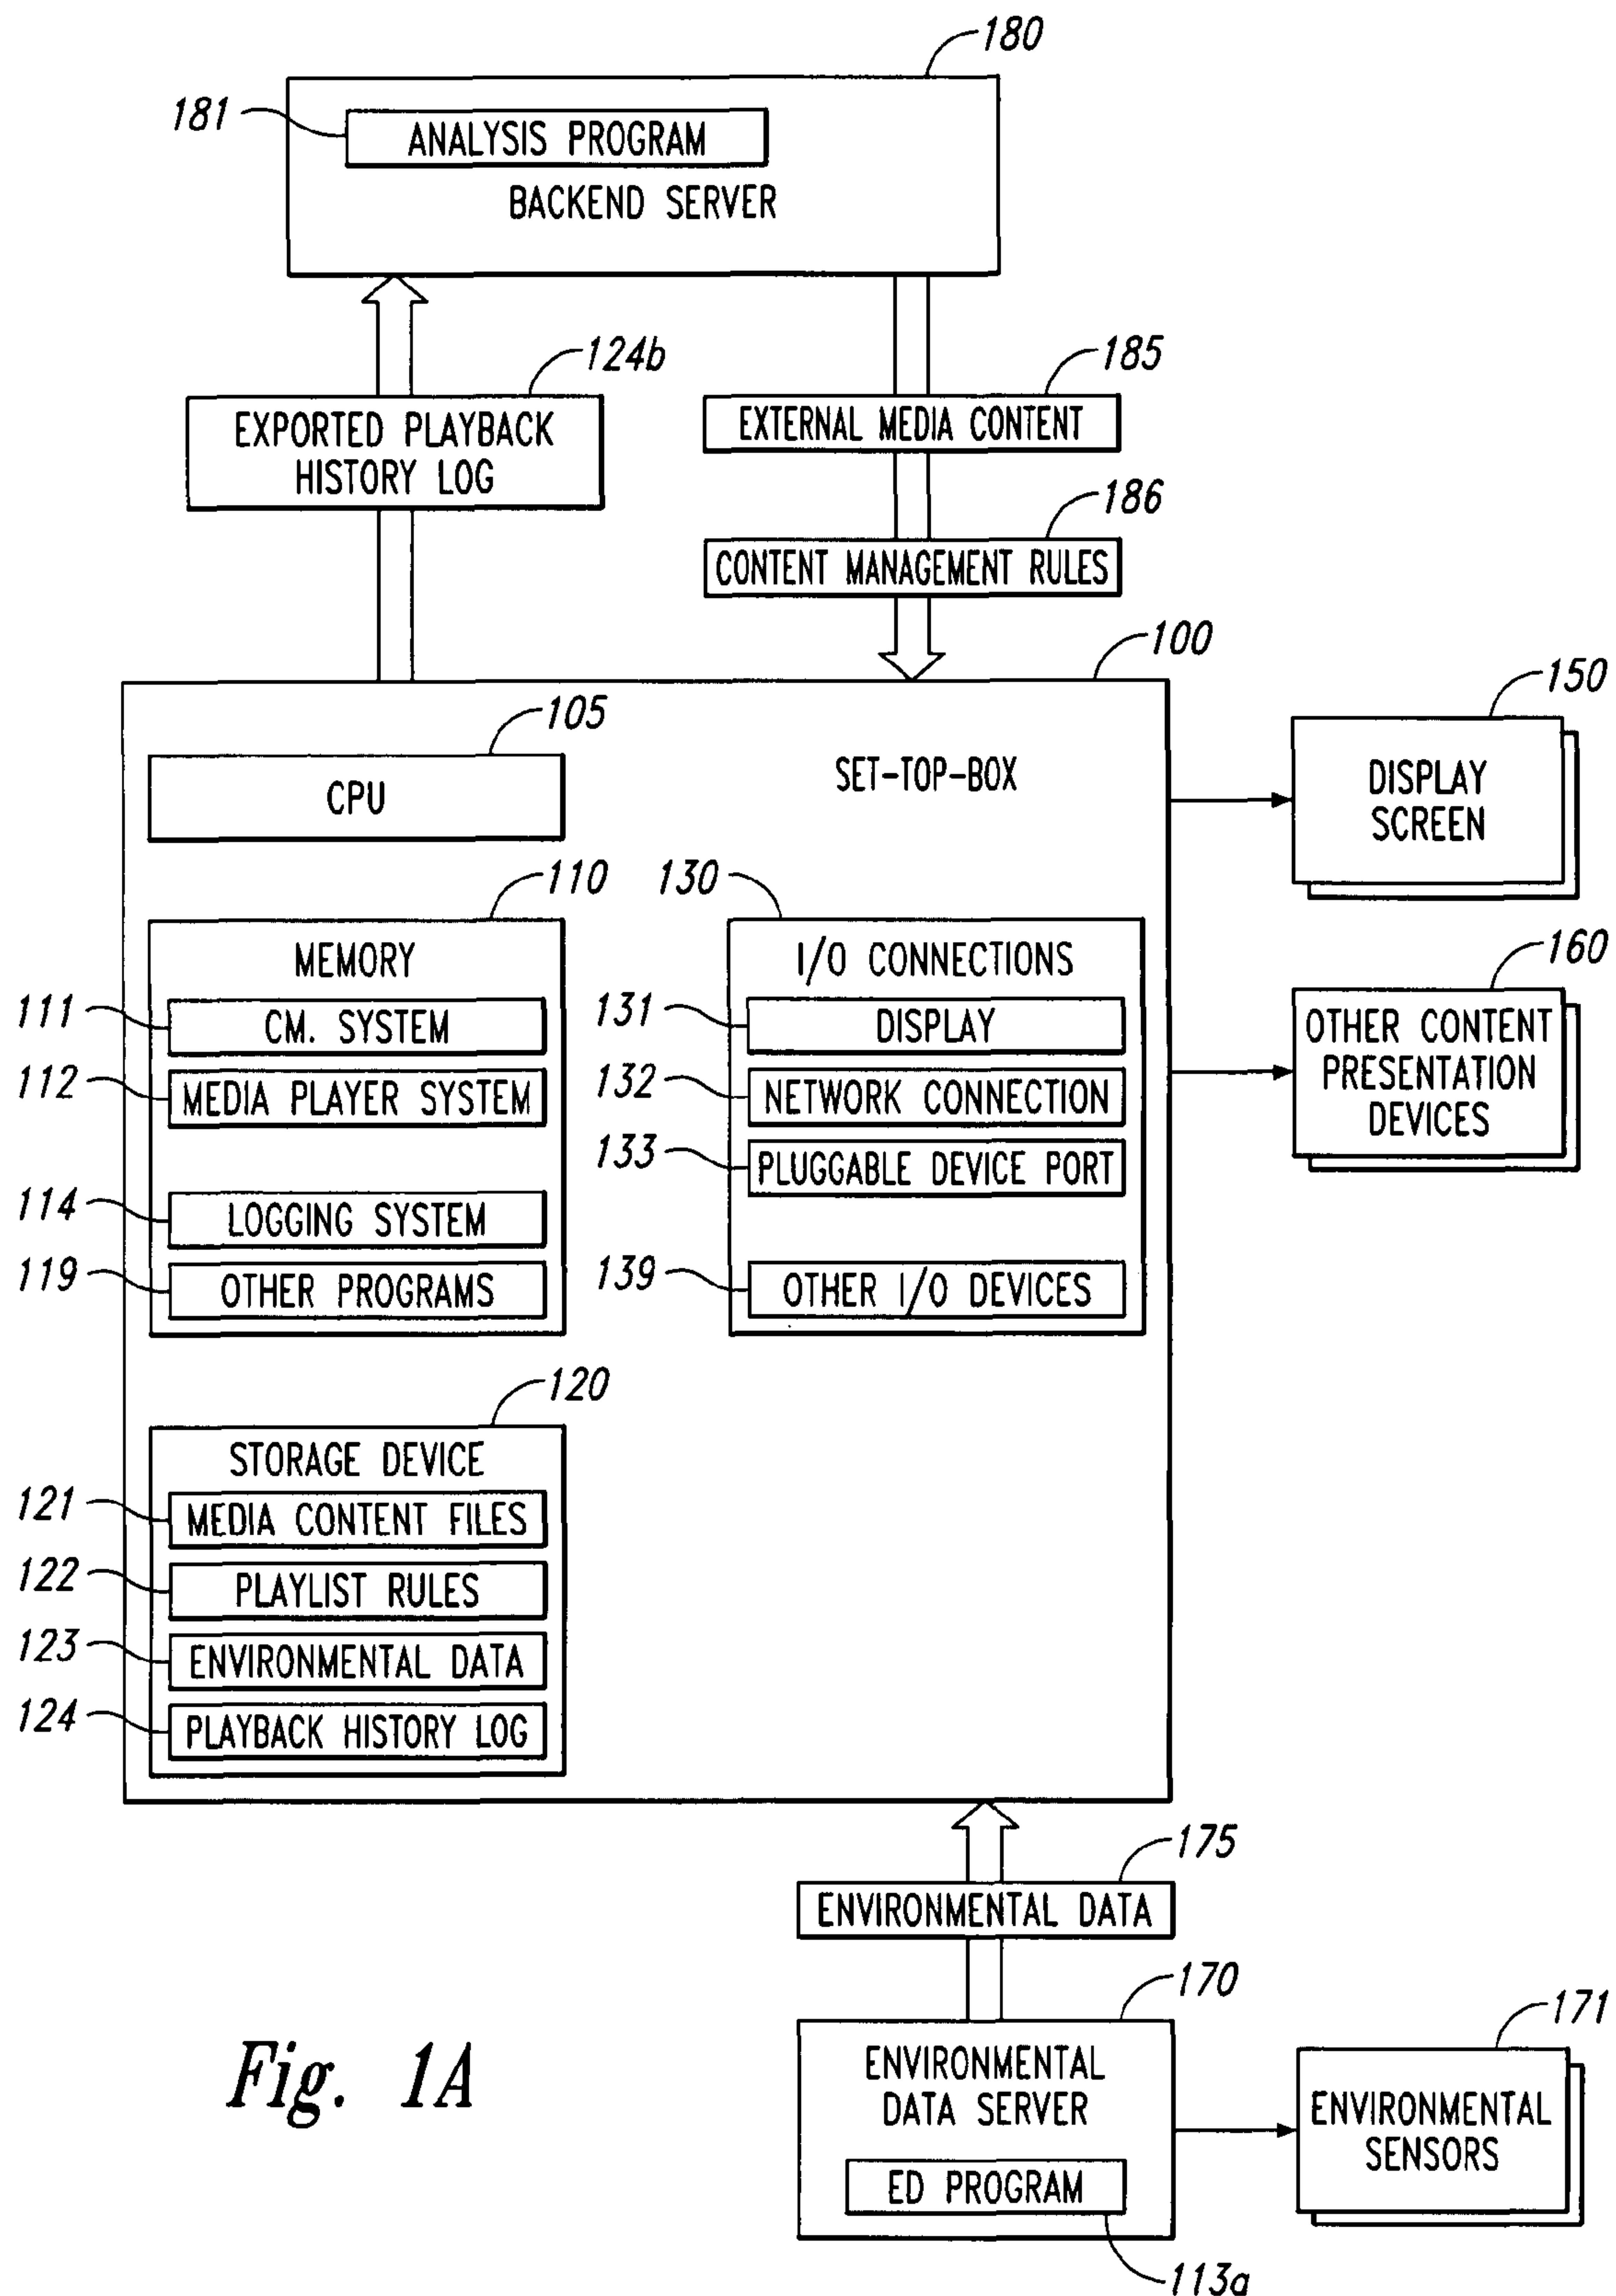 180
181
ANALYSIS PROGRAM
BACKEND SERVER
124b
EXPORTED PLAYBACK
HISTORY LOG
185
EXTERNAL MEDIA CONTENT
186
CONTENT MANAGEMENT RULES
100
SET-TOP-BOX
105
CPU
150
DISPLAY
SCREEN
110
MEMORY
111
CM. SYSTEM
112
MEDIA PLAYER SYSTEM
114
LOGGING SYSTEM
119
OTHER PROGRAMS
130
I/O CONNECTIONS
131
DISPLAY
132
NETWORK CONNECTION
133
PLUGGABLE DEVICE PORT
139
OTHER I/O DEVICES
160
OTHER CONTENT
PRESENTATION
DEVICES
120
STORAGE DEVICE
121
MEDIA CONTENT FILES
122
PLAYLIST RULES
123
ENVIRONMENTAL DATA
124
PLAYBACK HISTORY LOG
175
ENVIRONMENTAL DATA
170
ENVIRONMENTAL
DATA SERVER
ED PROGRAM
113a
171
ENVIRONMENTAL
SENSORS
Fig. 1A